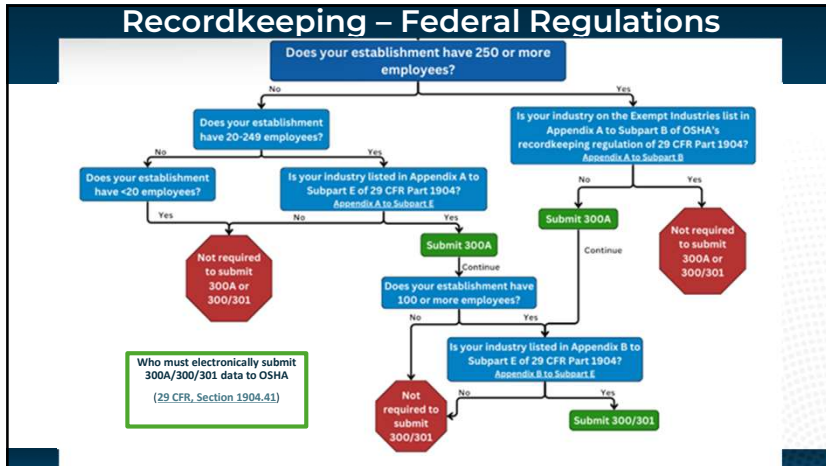 Recordkeeping – Federal Regulations
Does your establishment have 250 or more
employees?
No
Yes
Does your establishment
have 20-249 employees?
Is your industry on the Exempt Industries list in
Appendix A to Subpart B of OSHA's
recordkeeping regulation of 29 CFR Part 1904?
Appendix A to Subpart B
No
Yes
Does your establishment
have <20 employees?
Is your industry listed in Appendix A to
Subpart E of 29 CFR Part 1904?
Appendix A to Subpart E
No
Yes
Yes
No
Yes
Submit 300A
Not required
to submit
300A or
300/301
Submit 300A
Not required
to submit
300A or
300/301
Continue
Continue
Does your establishment have
100 or more employees?
No
Yes
Is your industry listed in Appendix B to
Subpart E of 29 CFR Part 1904?
Appendix B to Subpart E
Who must electronically submit
300A/300/301 data to OSHA
(29 CFR, Section 1904.41)
No
Yes
Not
required to
submit
300/301
Submit 300/301